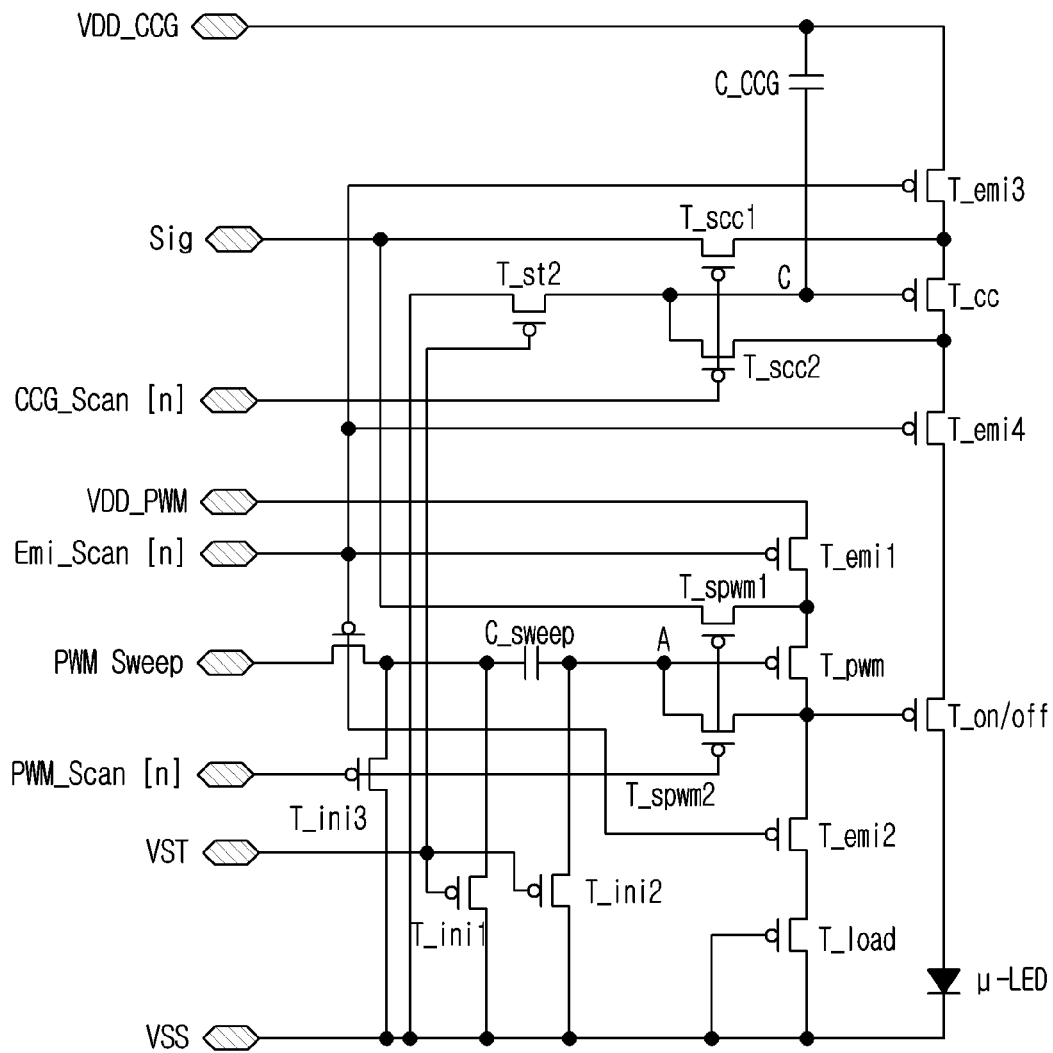 VDD_CCG
C_CCG
T_emi3
T_scc1
Sig
T_st2
C
T_cc
T_scc2
CCG_Scan [n]
T_emi4
VDD_PWM
Emi_Scan [n]
T_emi1
T_spwm1
C_sweep
A
PWM Sweep
T_pwm
T_on/off
PWM_Scan [n]
T_spwm2
T_ini3
T_emi2
VST
T_ini2
T_ini1
T_load
μ-LED
VSS